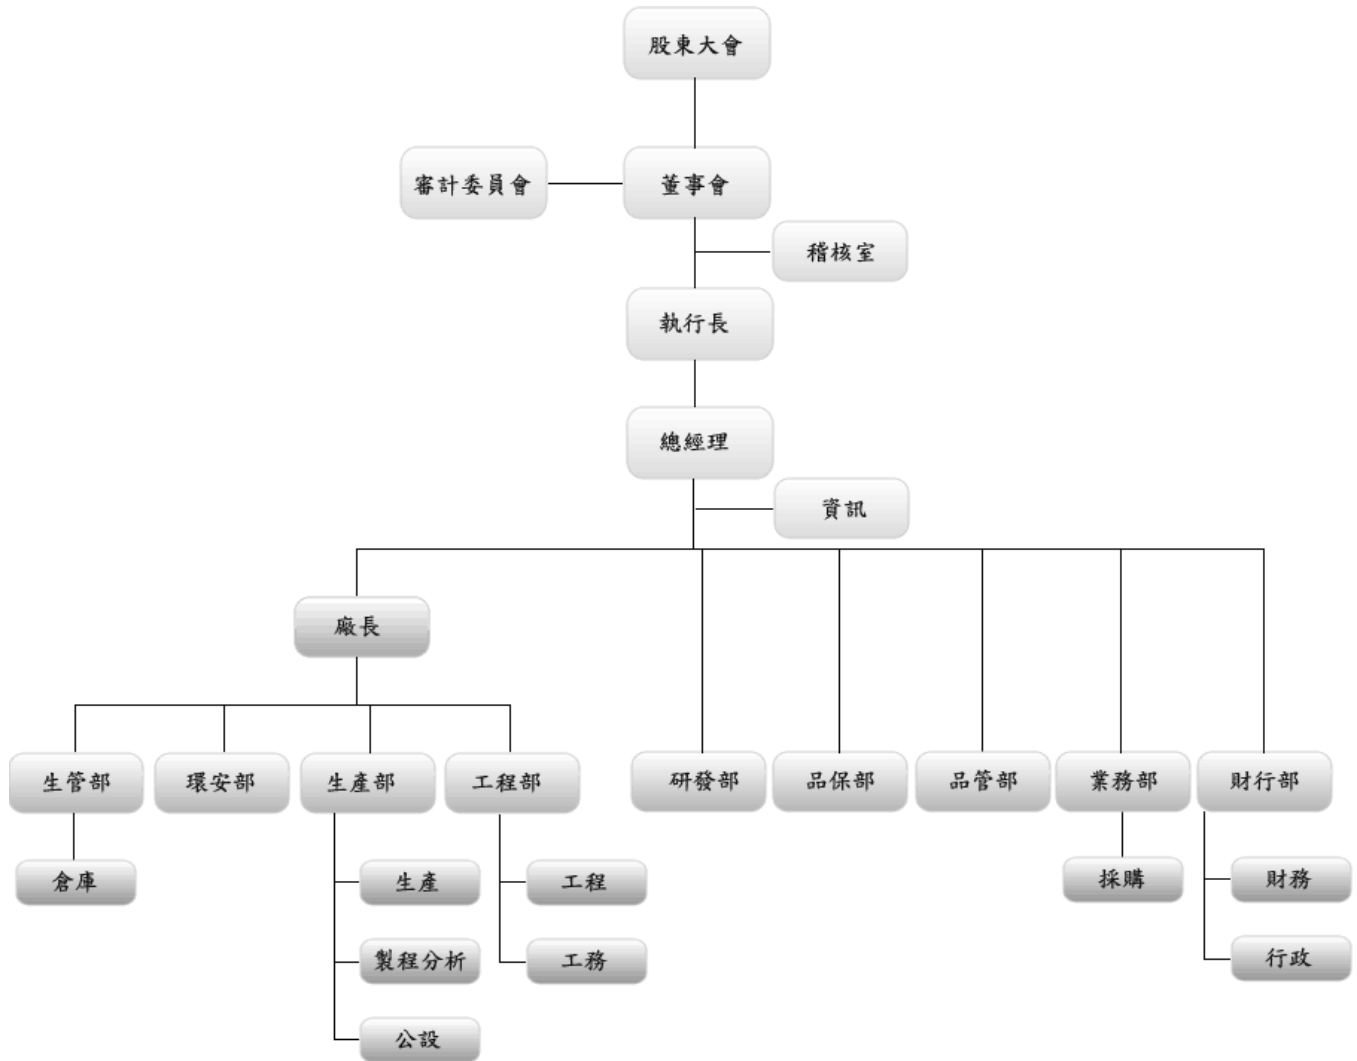 股東大會
審計委員會
董事會
稽核室
執行長
總經理
資訊
廠長
生管部
環安部
生產部
工程部
研發部
品保部
品管部
業務部
財行部
倉庫
生產
工程
採購
財務
製程分析
工務
行政
公設